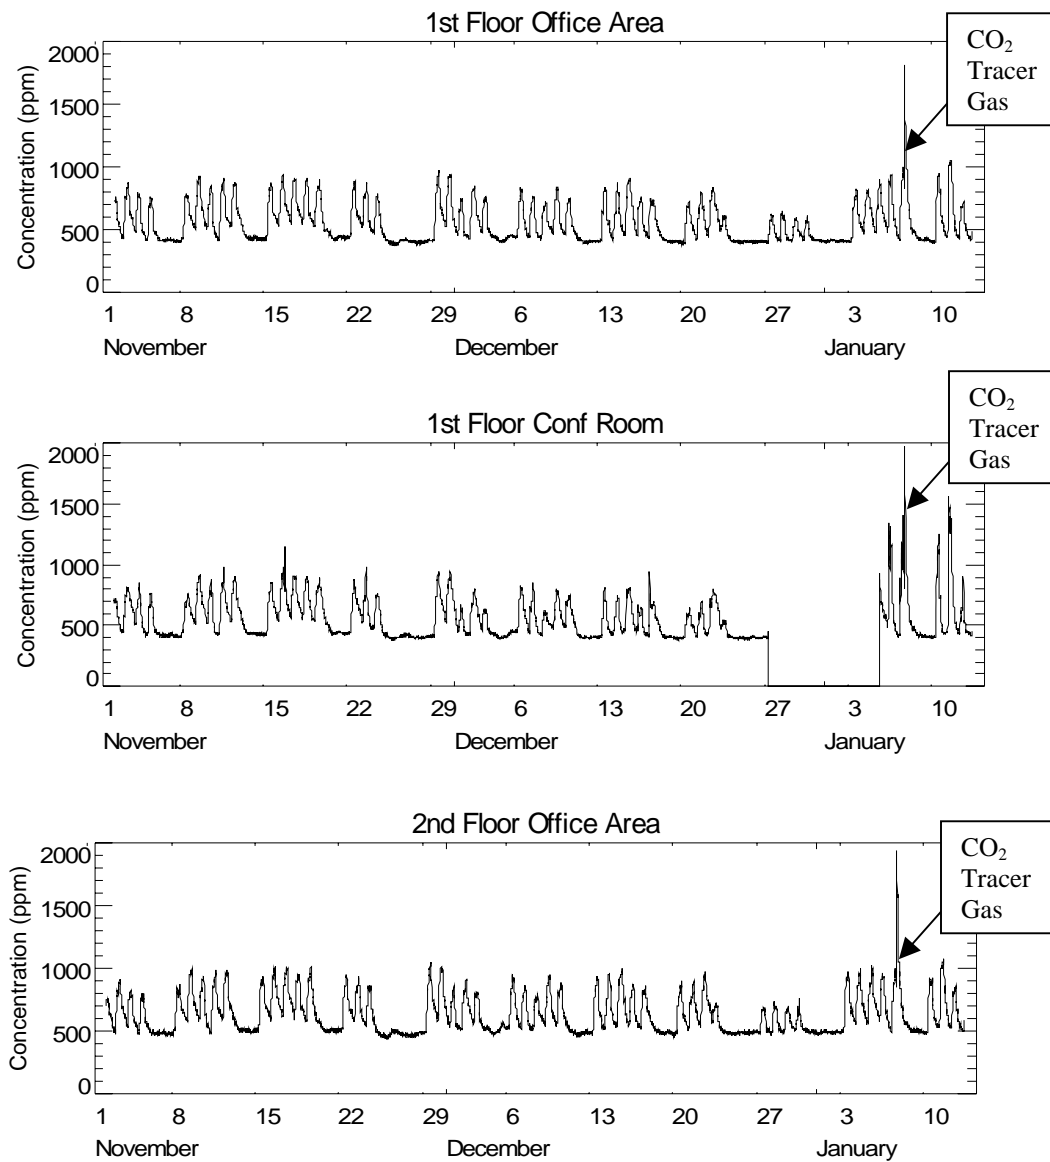 1st Floor Office Area
CO₂
Tracer
Gas
Concentration (ppm)
2000
1500
1000
500
0
1 8 15 22 29 6 13 20 27 3 10
November December January
1st Floor Conf Room
CO₂
Tracer
Gas
Concentration (ppm)
2000
1500
1000
500
0
1 8 15 22 29 6 13 20 27 3 10
November December January
2nd Floor Office Area
CO₂
Tracer
Gas
Concentration (ppm)
2000
1500
1000
500
0
1 8 15 22 29 6 13 20 27 3 10
November December January